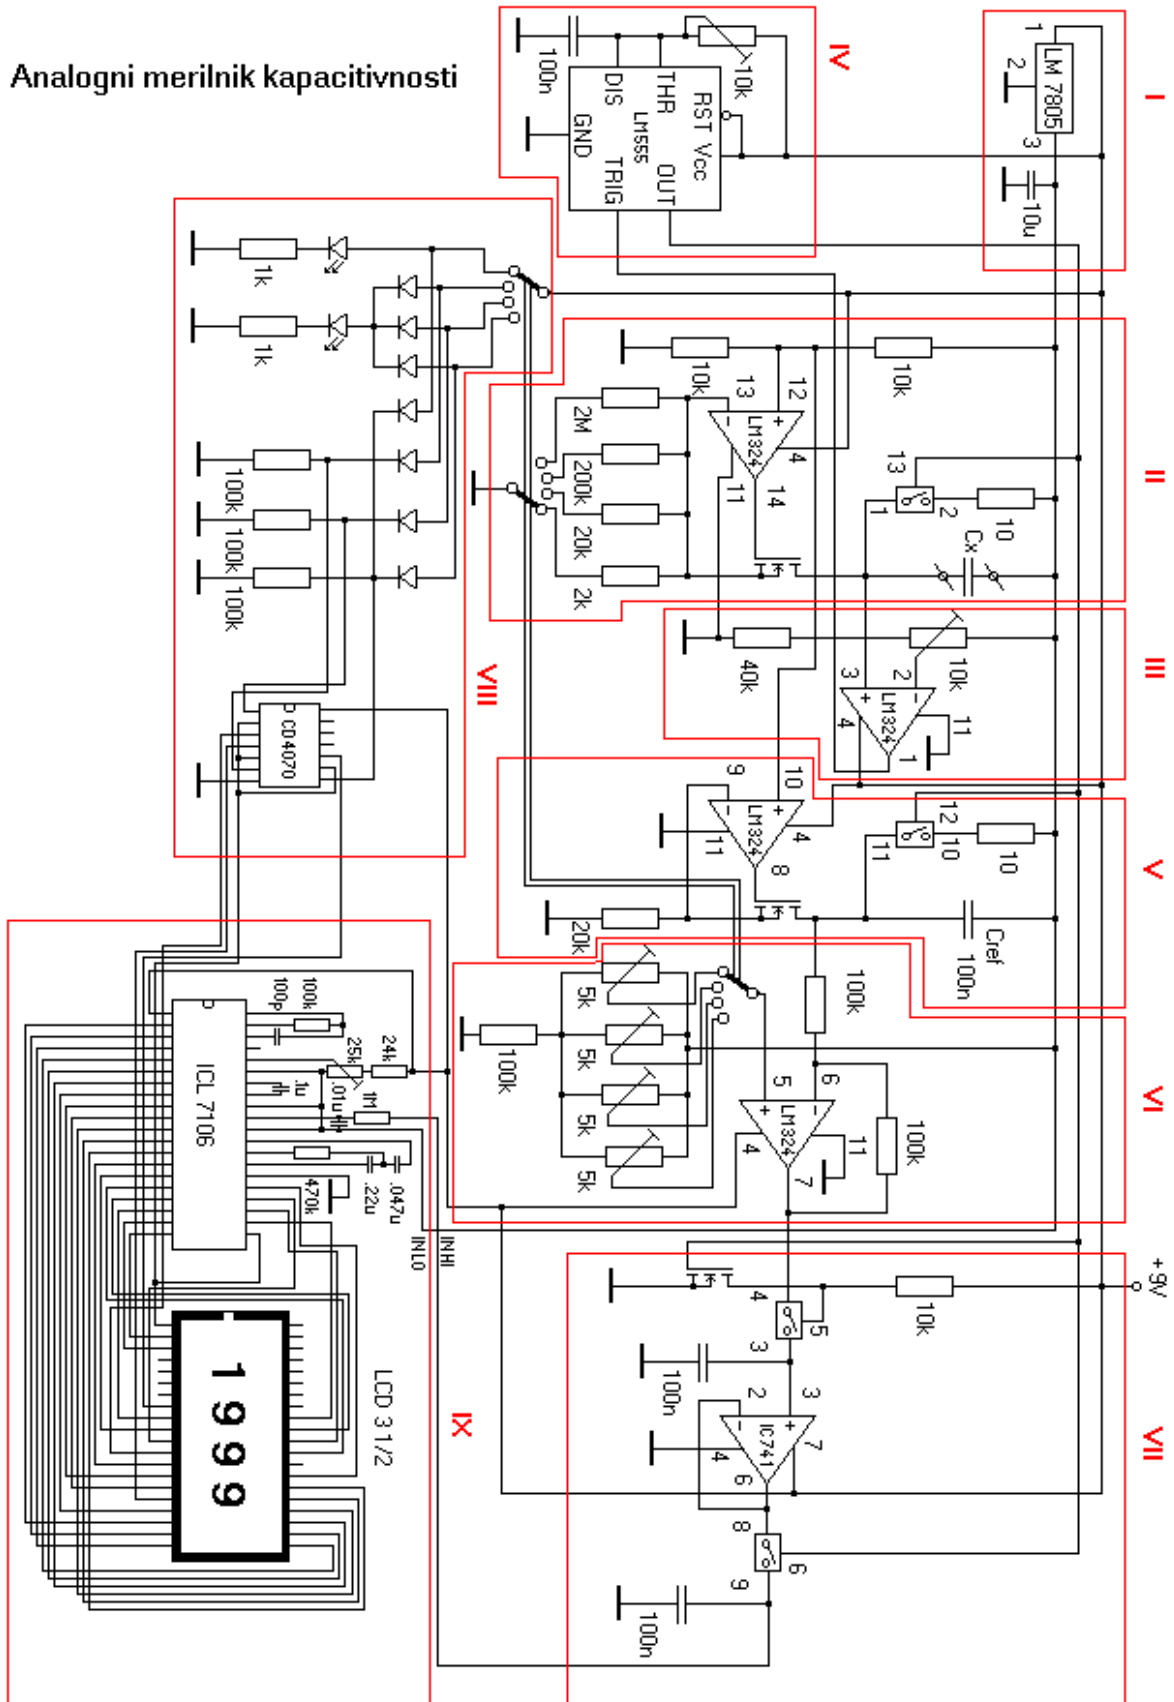 Analogni merilnik kapacitivnosti
I
1
LM 7805
2
3
10u
IV
10k
100n
DIS
THR
RST
Vcc
LM555
GND
TRIG
OUT
II
10k
10k
12
13
LM324
4
11
14
2M
200k
20k
2k
13
1
2
10
Cx
III
10k
40k
2
3
LM324
4
11
1
V
9
10
LM324
4
11
8
12
11
10
10
20k
Cref
100n
VIII
1k
1k
100k
100k
100k
CD4070
VI
100k
5k
5k
5k
5k
100k
5
6
LM324
4
11
7
100k
VII
+ 9V
10k
4
5
3
100n
2
3
IC741
4
7
6
8
6
9
100n
IX
ICL 7106
100p
100k
25k
24k
.1u
.01u
1M
470k
.22u
.047u
INLO
INHI
LCD 3 1/2
1999